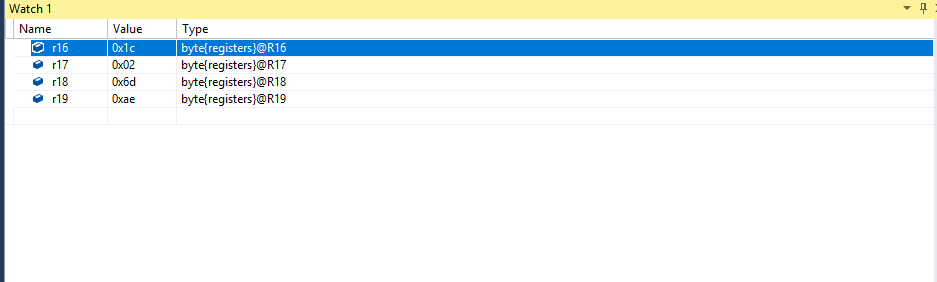 Watch 1
Name Value Type
r16 0x1c byte{registers}@R16
r17 0x02 byte{registers}@R17
r18 0x6d byte{registers}@R18
r19 0xae byte{registers}@R19